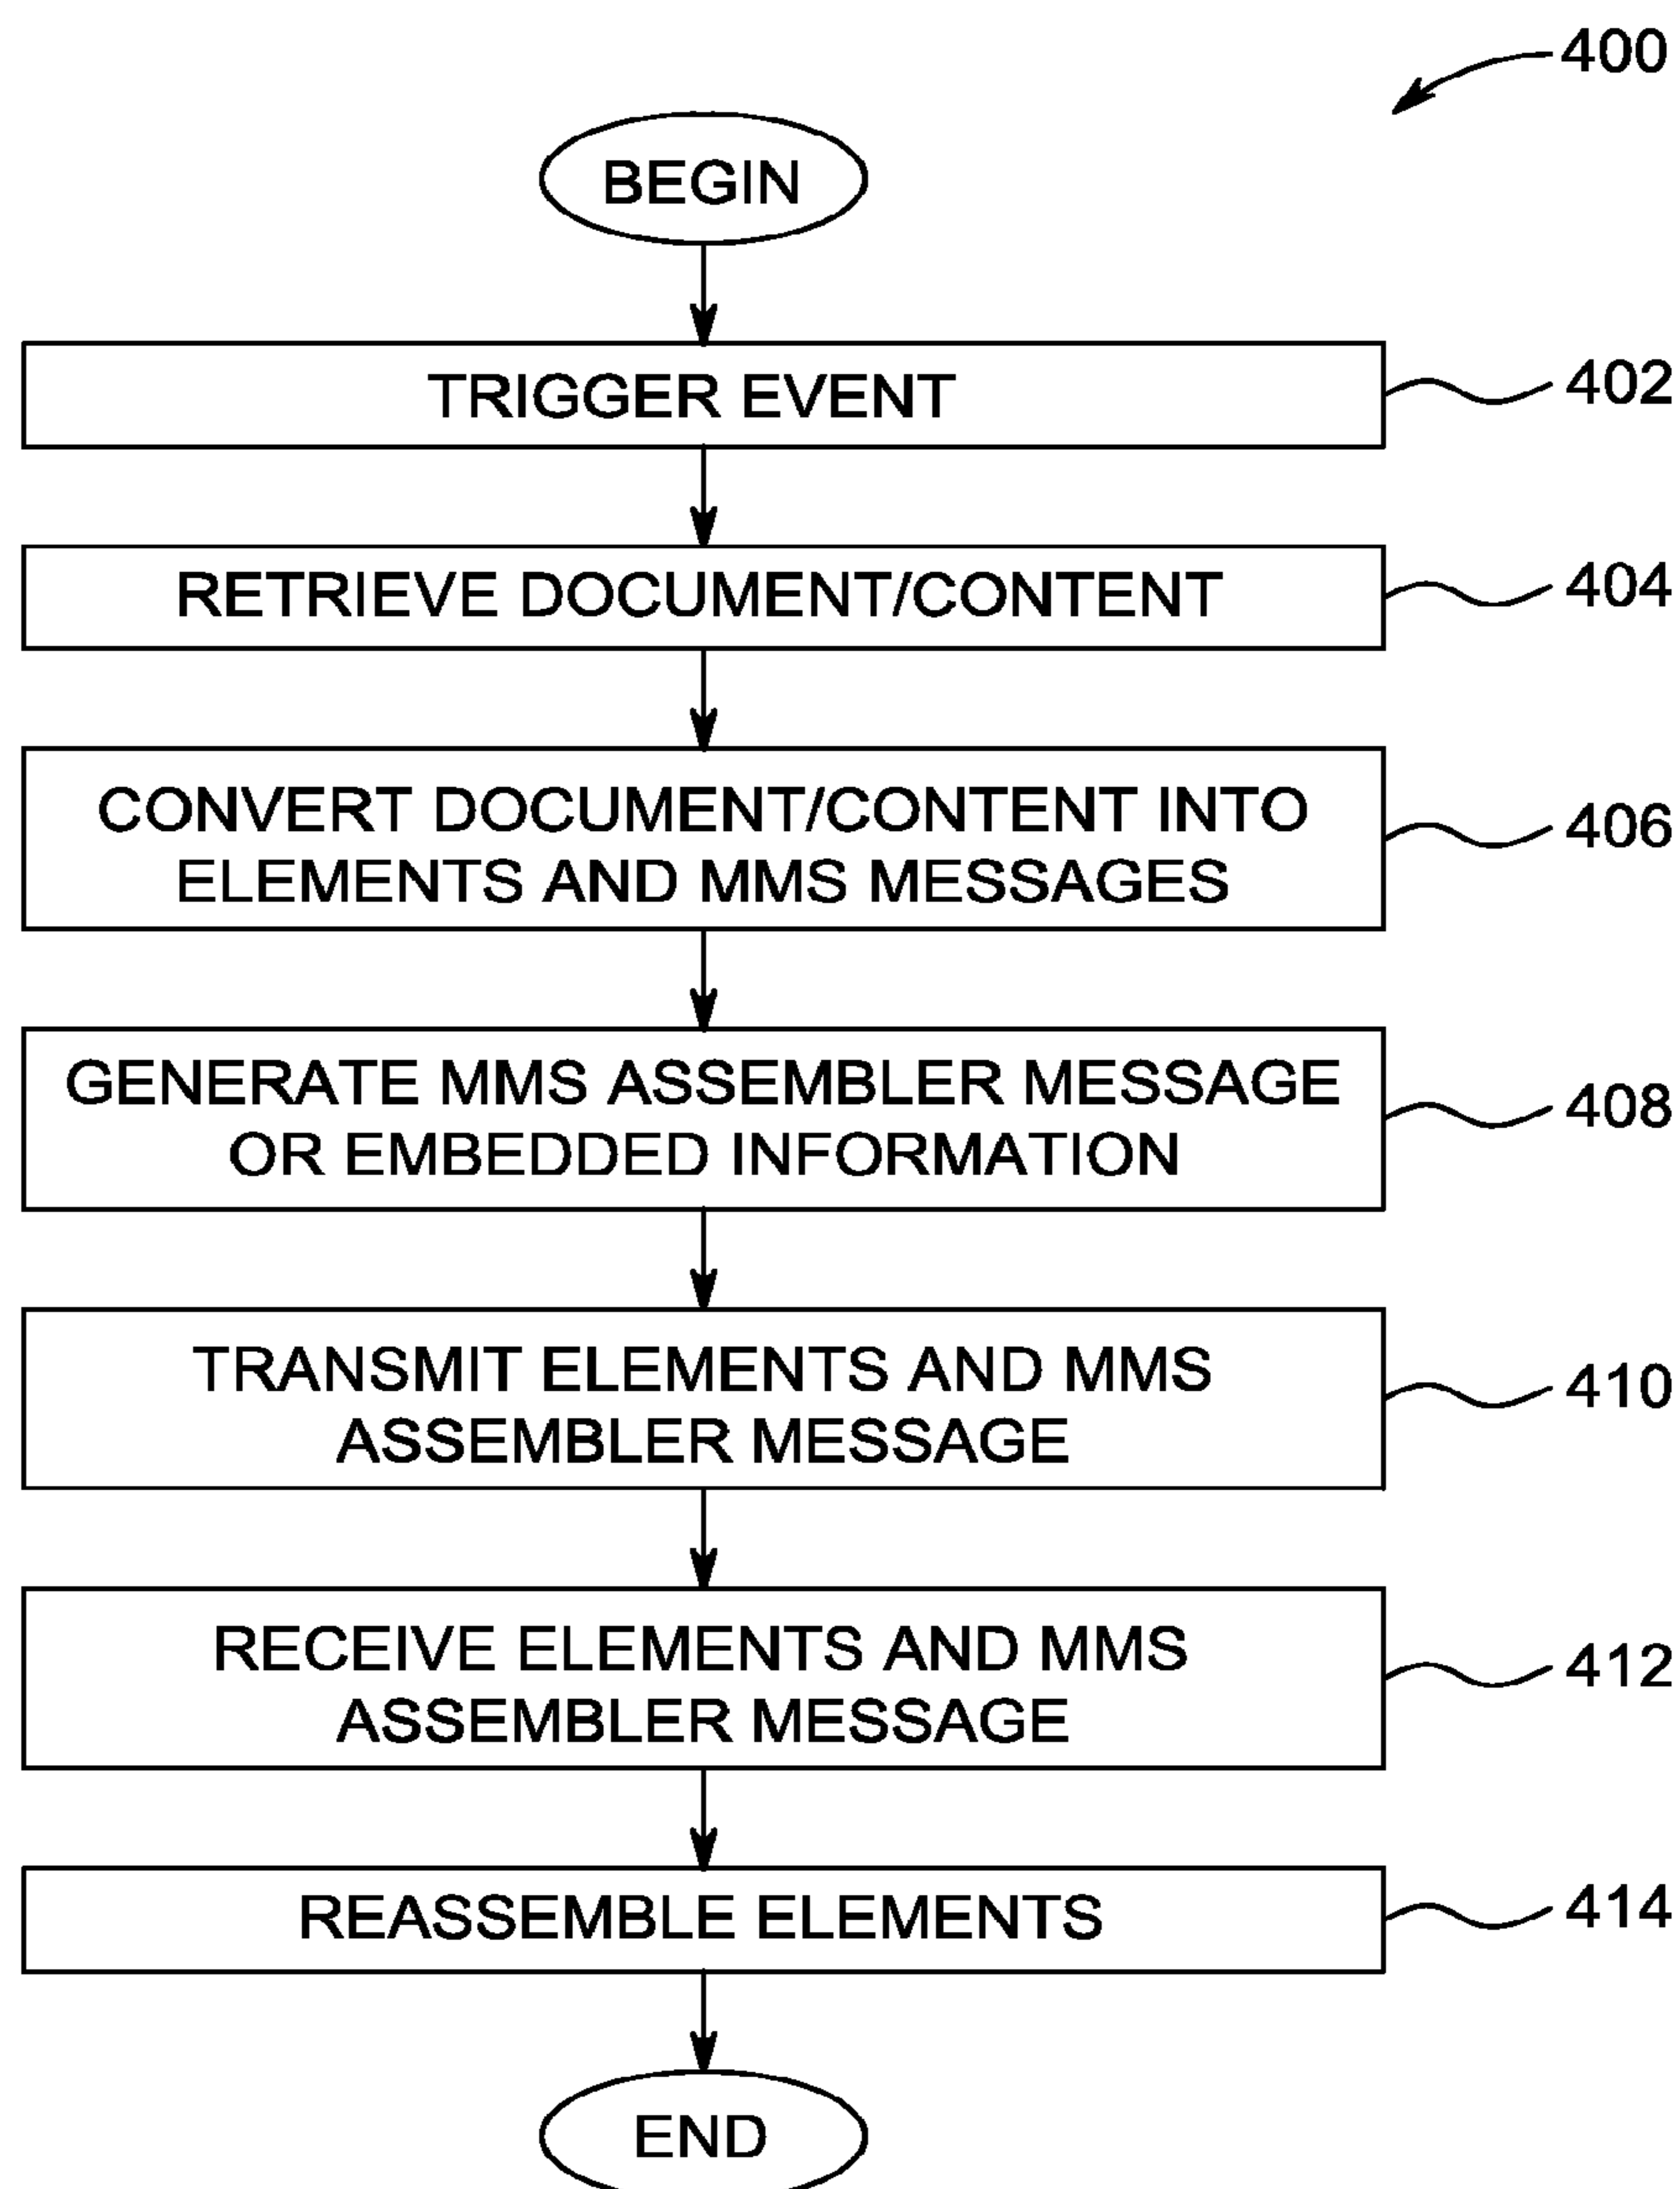 400
BEGIN
TRIGGER EVENT
402
RETRIEVE DOCUMENT/CONTENT
404
CONVERT DOCUMENT/CONTENT INTO
ELEMENTS AND MMS MESSAGES
406
GENERATE MMS ASSEMBLER MESSAGE
OR EMBEDDED INFORMATION
408
TRANSMIT ELEMENTS AND MMS
ASSEMBLER MESSAGE
410
RECEIVE ELEMENTS AND MMS
ASSEMBLER MESSAGE
412
REASSEMBLE ELEMENTS
414
END